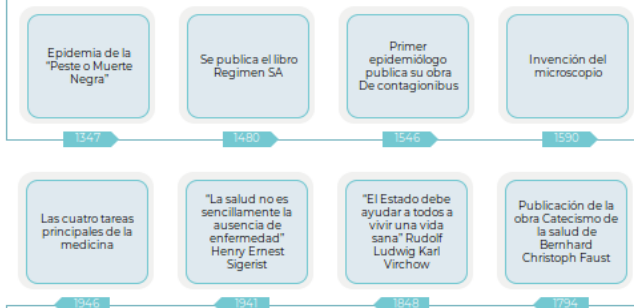 Epidemia de la
"Peste o Muerte
Negra"
1347
Se publica el libro
Regimen SA
1480
Primer
epidemiólogo
publica su obra
De contagionibus
1546
Invención del
microscopio
1590
Las cuatro tareas
principales de la
medicina
1946
"La salud no es
sencillamente la
ausencia de
enfermedad"
Henry Ernest
Sigerist
1941
"El Estado debe
ayudar a todos a
vivir una vida
sana" Rudolf
Ludwig Karl
Virchow
1848
Publicación de la
obra Catecismo de
la salud de
Bernhard
Christoph Faust
1794